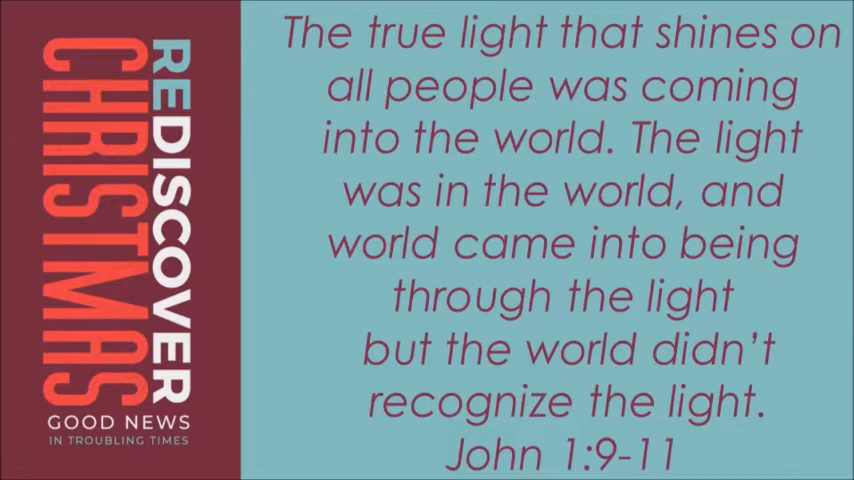 REDISCOVER
CHRISTMAS
GOOD NEWS
IN TROUBLING TIMES
The true light that shines on
all people was coming
into the world. The light
was in the world, and
world came into being
through the light
but the world didn’t
recognize the light.
John 1:9-11